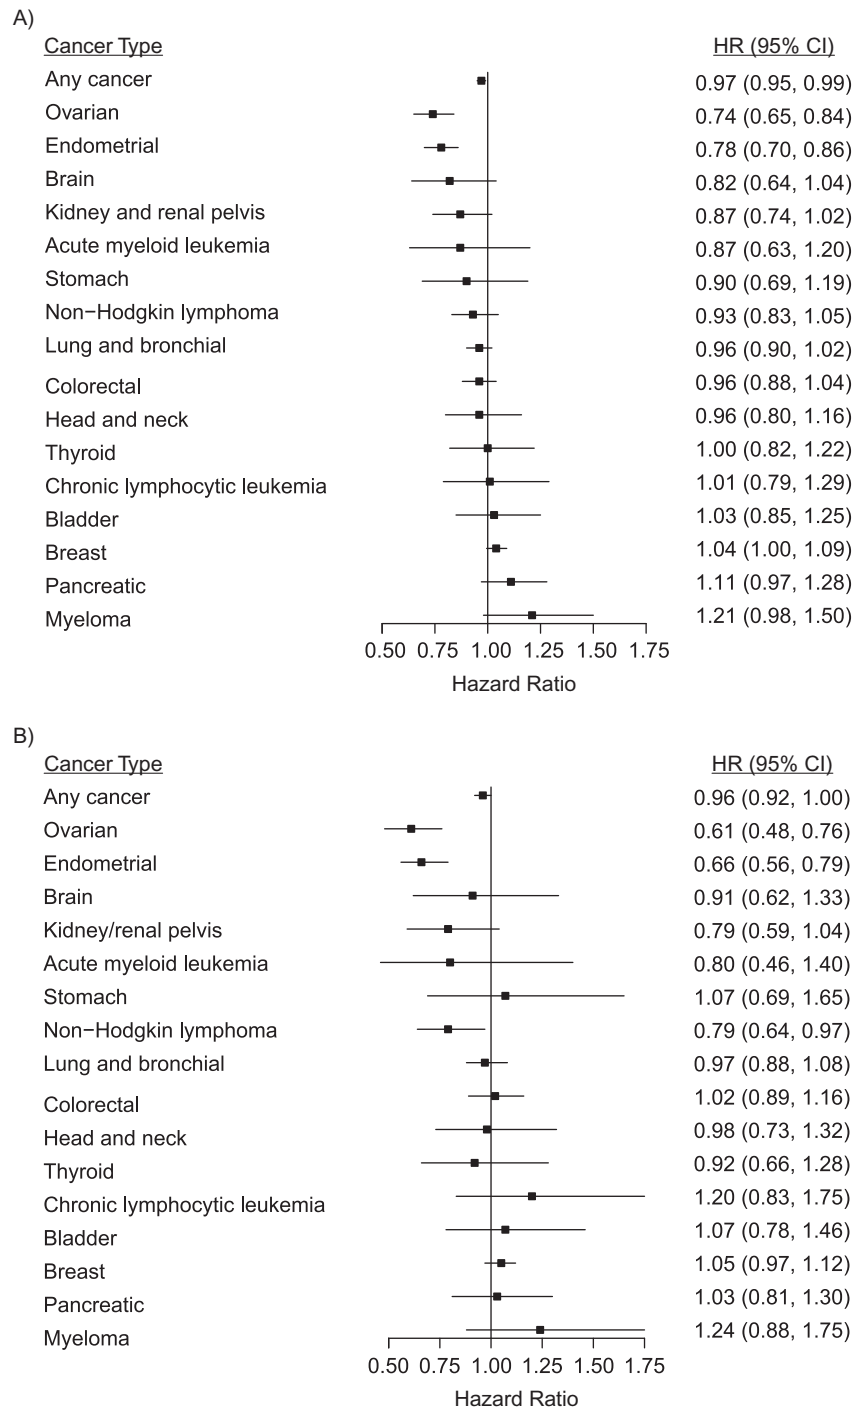 A)
Cancer Type HR (95% CI)
Any cancer 0.97 (0.95, 0.99)
Ovarian 0.74 (0.65, 0.84)
Endometrial 0.78 (0.70, 0.86)
Brain 0.82 (0.64, 1.04)
Kidney and renal pelvis 0.87 (0.74, 1.02)
Acute myeloid leukemia 0.87 (0.63, 1.20)
Stomach 0.90 (0.69, 1.19)
Non−Hodgkin lymphoma 0.93 (0.83, 1.05)
Lung and bronchial 0.96 (0.90, 1.02)
Colorectal 0.96 (0.88, 1.04)
Head and neck 0.96 (0.80, 1.16)
Thyroid 1.00 (0.82, 1.22)
Chronic lymphocytic leukemia 1.01 (0.79, 1.29)
Bladder 1.03 (0.85, 1.25)
Breast 1.04 (1.00, 1.09)
Pancreatic 1.11 (0.97, 1.28)
Myeloma 1.21 (0.98, 1.50)
0.50 0.75 1.00 1.25 1.50 1.75
Hazard Ratio
B)
Cancer Type HR (95% CI)
Any cancer 0.96 (0.92, 1.00)
Ovarian 0.61 (0.48, 0.76)
Endometrial 0.66 (0.56, 0.79)
Brain 0.91 (0.62, 1.33)
Kidney/renal pelvis 0.79 (0.59, 1.04)
Acute myeloid leukemia 0.80 (0.46, 1.40)
Stomach 1.07 (0.69, 1.65)
Non−Hodgkin lymphoma 0.79 (0.64, 0.97)
Lung and bronchial 0.97 (0.88, 1.08)
Colorectal 1.02 (0.89, 1.16)
Head and neck 0.98 (0.73, 1.32)
Thyroid 0.92 (0.66, 1.28)
Chronic lymphocytic leukemia 1.20 (0.83, 1.75)
Bladder 1.07 (0.78, 1.46)
Breast 1.05 (0.97, 1.12)
Pancreatic 1.03 (0.81, 1.30)
Myeloma 1.24 (0.88, 1.75)
0.50 0.75 1.00 1.25 1.50 1.75
Hazard Ratio